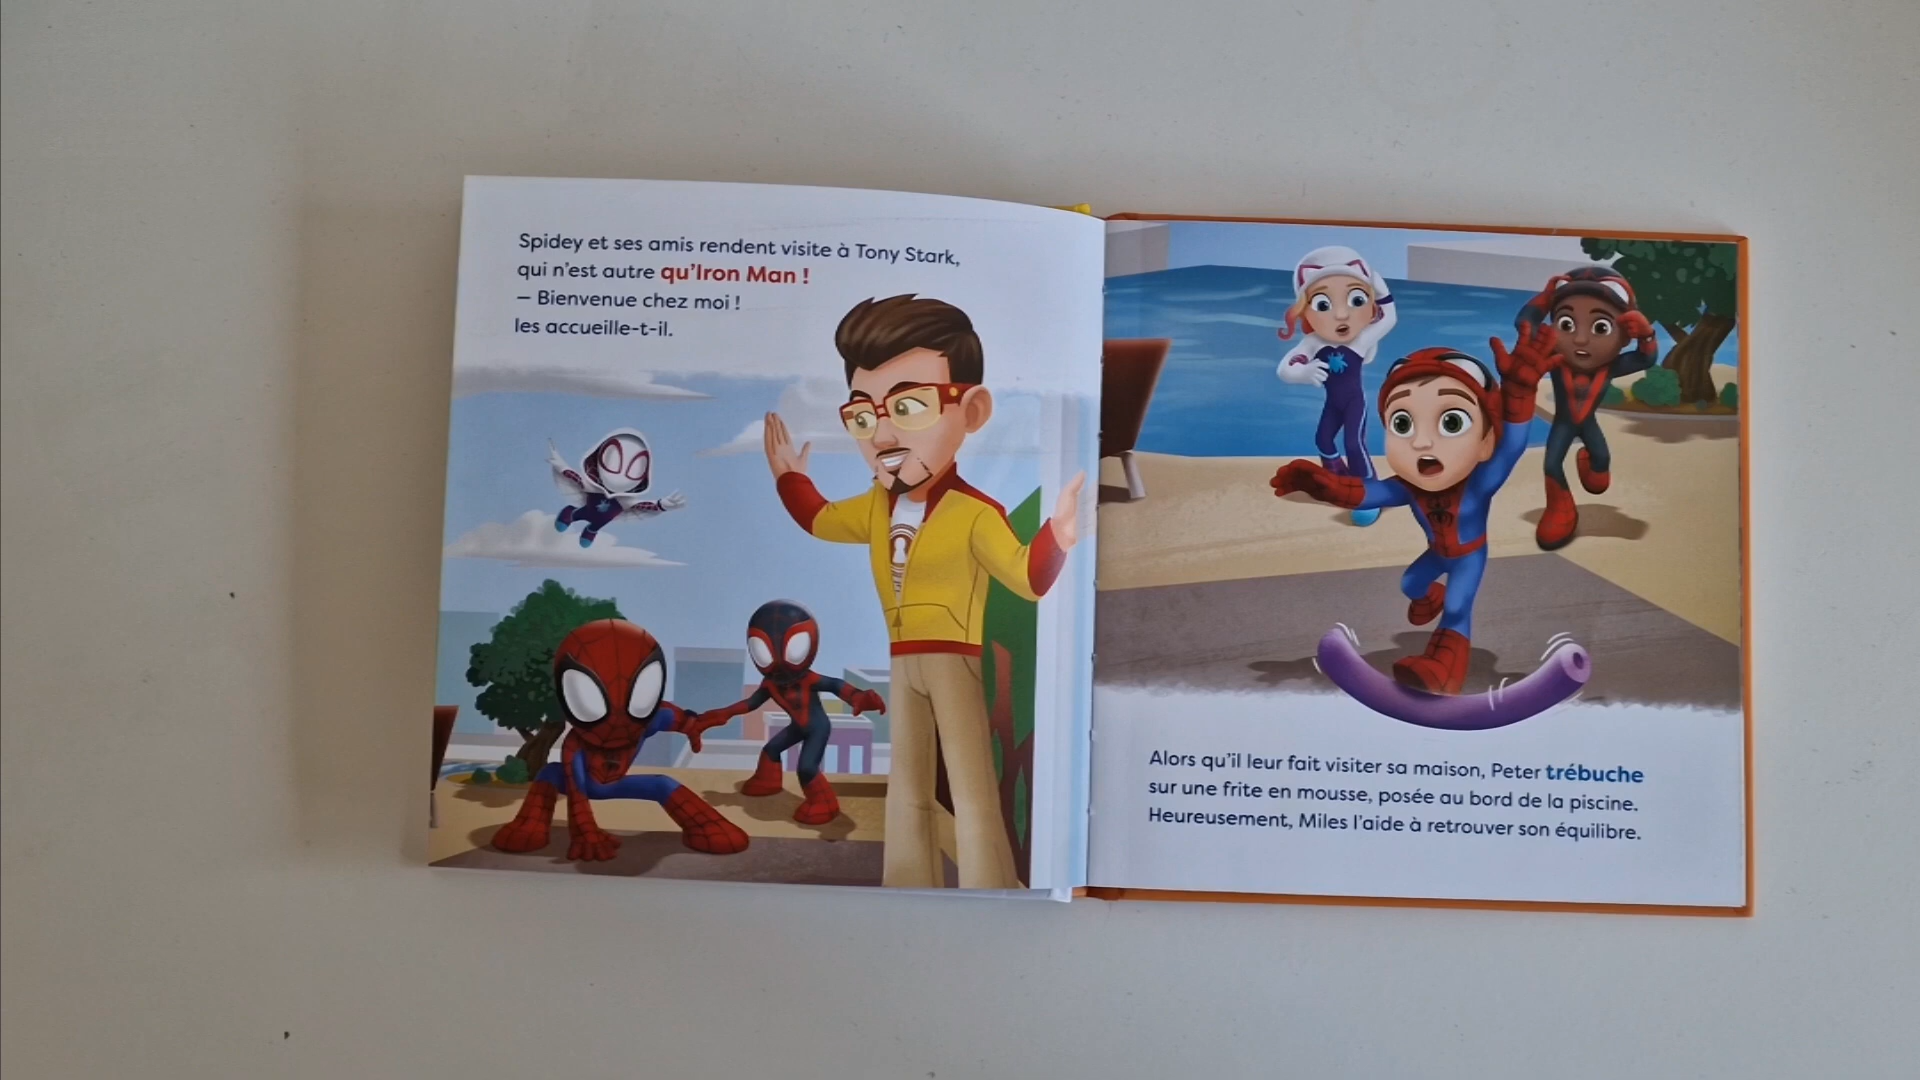 Spidey et ses amis rendent visite à Tony Stark,
qui n'est autre qu'Iron Man !
– Bienvenue chez moi !
les accueille-t-il.
Alors qu'il leur fait visiter sa maison, Peter trébuche
sur une frite en mousse, posée au bord de la piscine.
Heureusement, Miles l'aide à retrouver son équilibre.